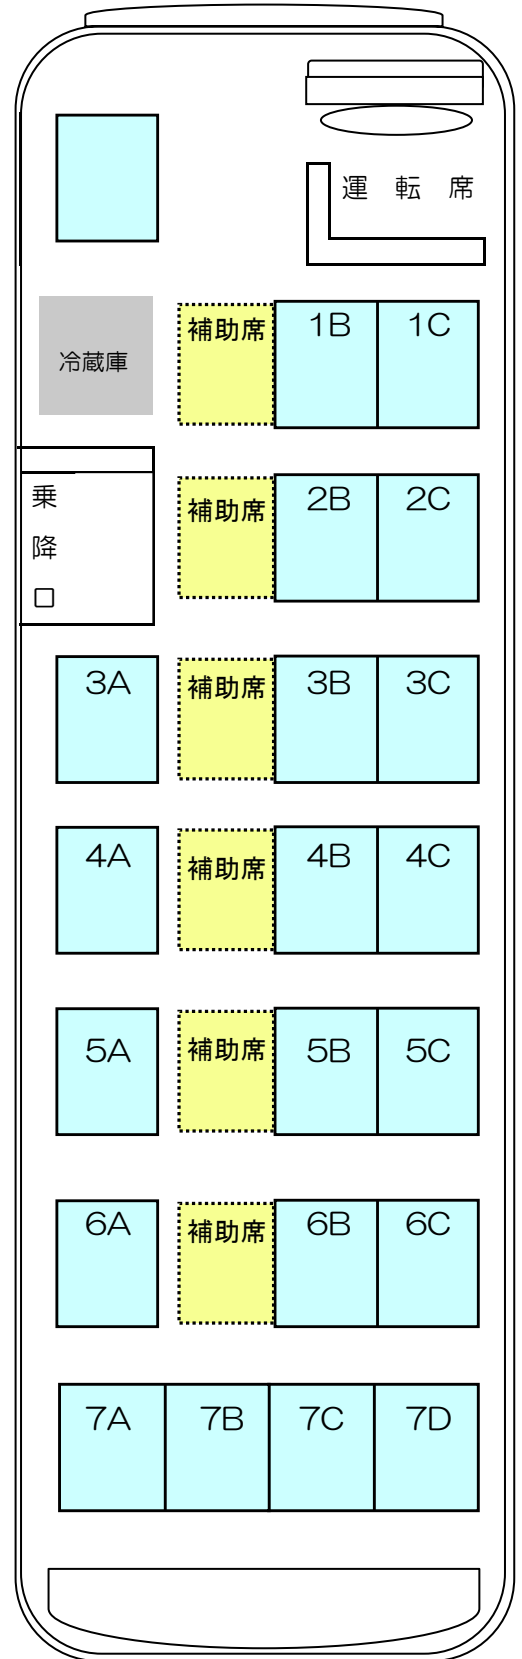 運 転 席
補助席 1B 1C
冷蔵庫
乗
降
口
補助席 2B 2C
3A 補助席 3B 3C
4A 補助席 4B 4C
5A 補助席 5B 5C
6A 補助席 6B 6C
7A 7B 7C 7D